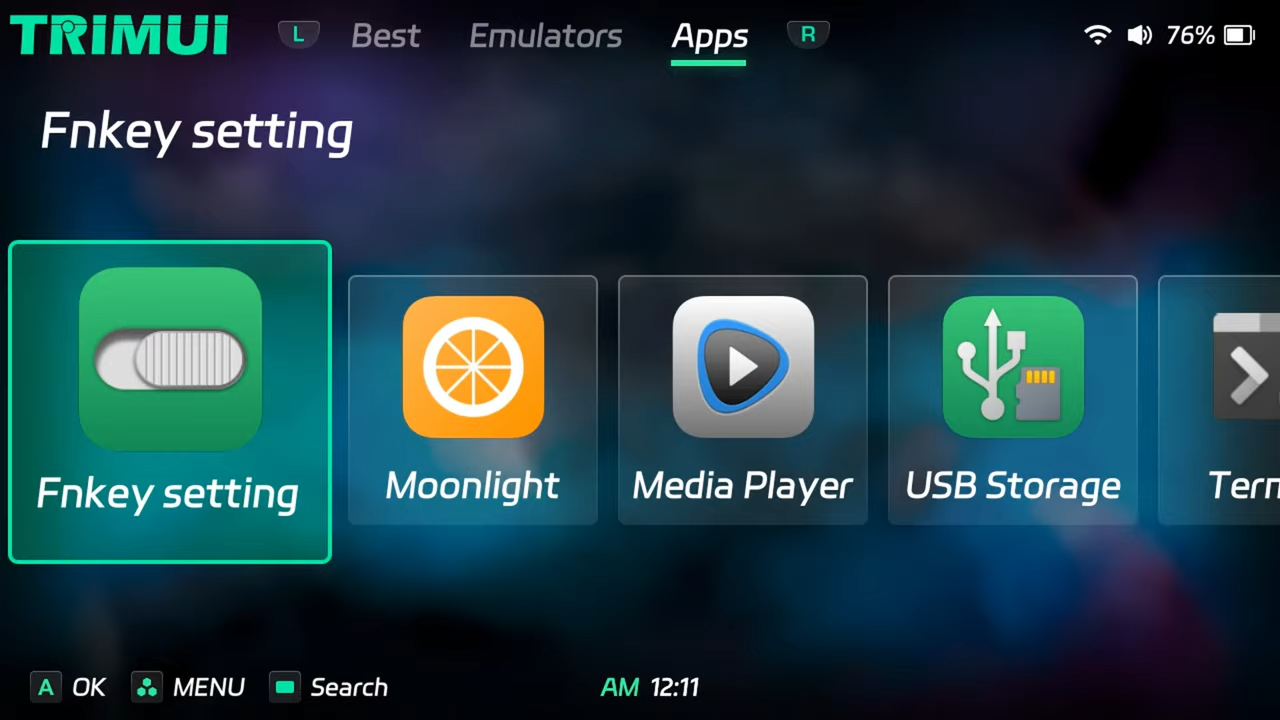 TRIMUI L Best Emulators Apps R 76%
Fnkey setting
Fnkey setting Moonlight Media Player USB Storage
A OK MENU Search AM 12:11